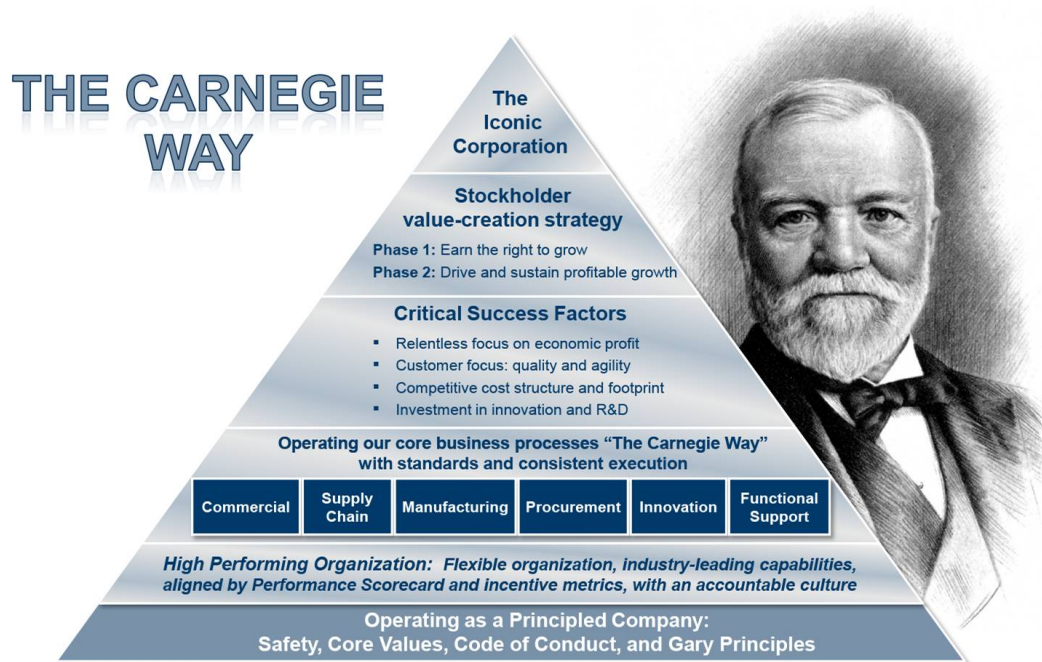 THE CARNEGIE
WAY
The
Iconic
Corporation
Stockholder
value-creation strategy
Phase 1: Earn the right to grow
Phase 2: Drive and sustain profitable growth
Critical Success Factors
▪ Relentless focus on economic profit
▪ Customer focus: quality and agility
▪ Competitive cost structure and footprint
▪ Investment in innovation and R&D
Operating our core business processes “The Carnegie Way”
with standards and consistent execution
Commercial
Supply
Chain
Manufacturing
Procurement
Innovation
Functional
Support
High Performing Organization: Flexible organization, industry-leading capabilities,
aligned by Performance Scorecard and incentive metrics, with an accountable culture
Operating as a Principled Company:
Safety, Core Values, Code of Conduct, and Gary Principles